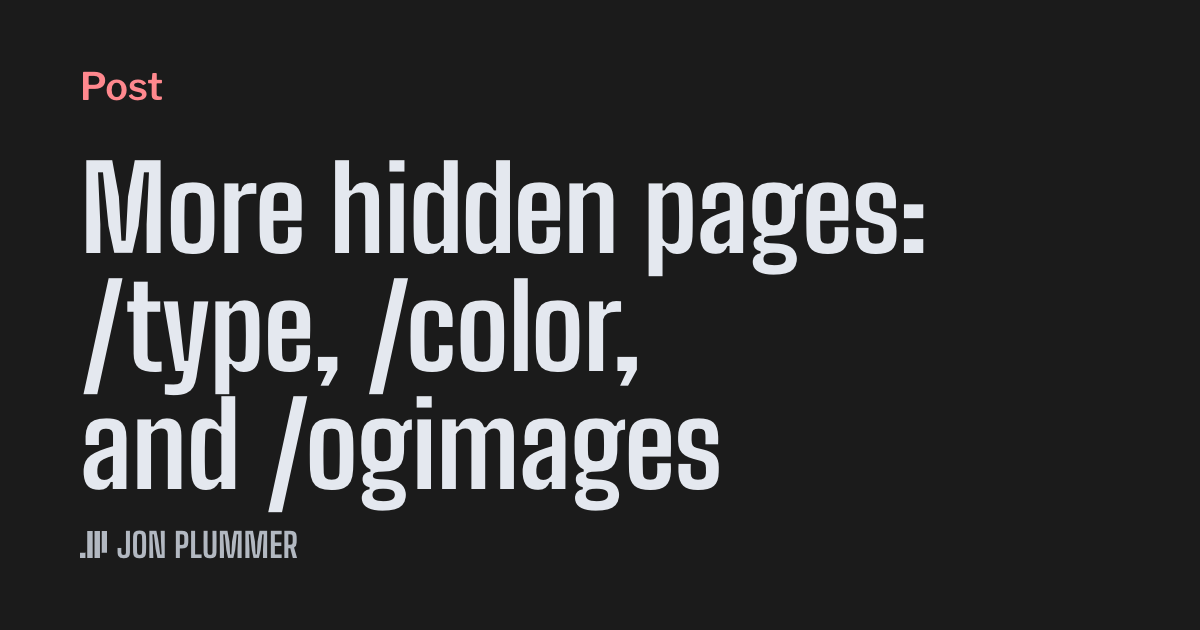 Post
More hidden pages:
/type, /color,
and /ogimages
JON PLUMMER